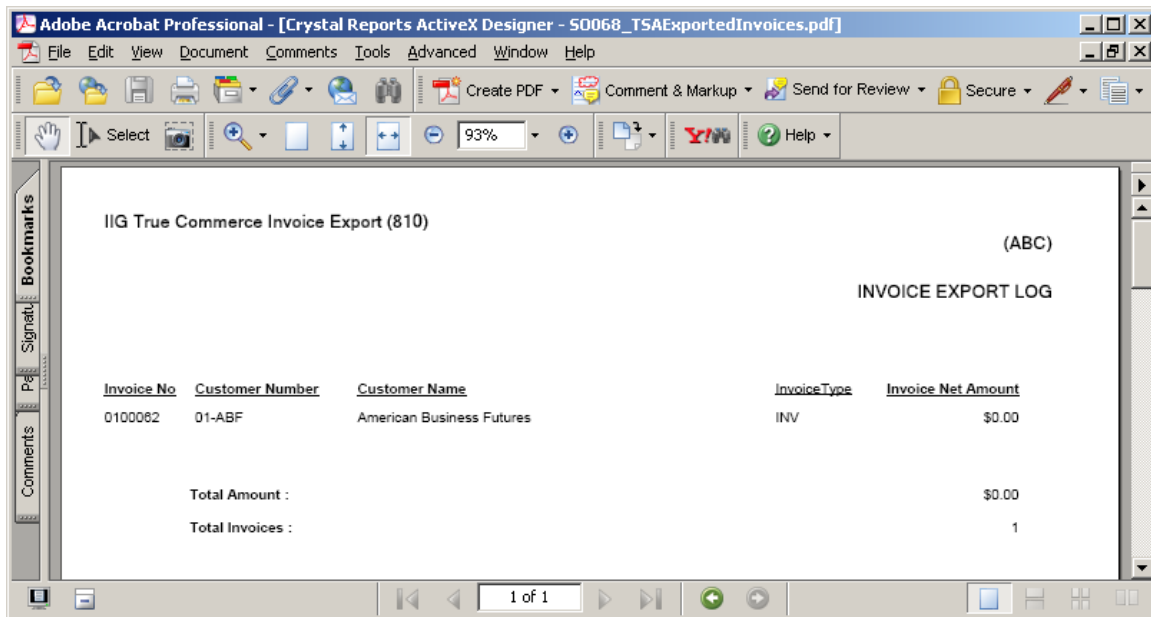 Adobe Acrobat Professional - [Crystal Reports ActiveX Designer - SO068_TSAExportedInvoices.pdf]
File Edit View Document Comments Tools Advanced Window Help
Create PDF Comment & Markup Send for Review Secure
Select 93% Y! Help
Bookmarks
Signatu
Pa
Comments
IIG True Commerce Invoice Export (810)
(ABC)
INVOICE EXPORT LOG
Invoice No Customer Number Customer Name InvoiceType Invoice Net Amount
0100062 01-ABF American Business Futures INV $0.00
Total Amount : $0.00
Total Invoices : 1
1 of 1